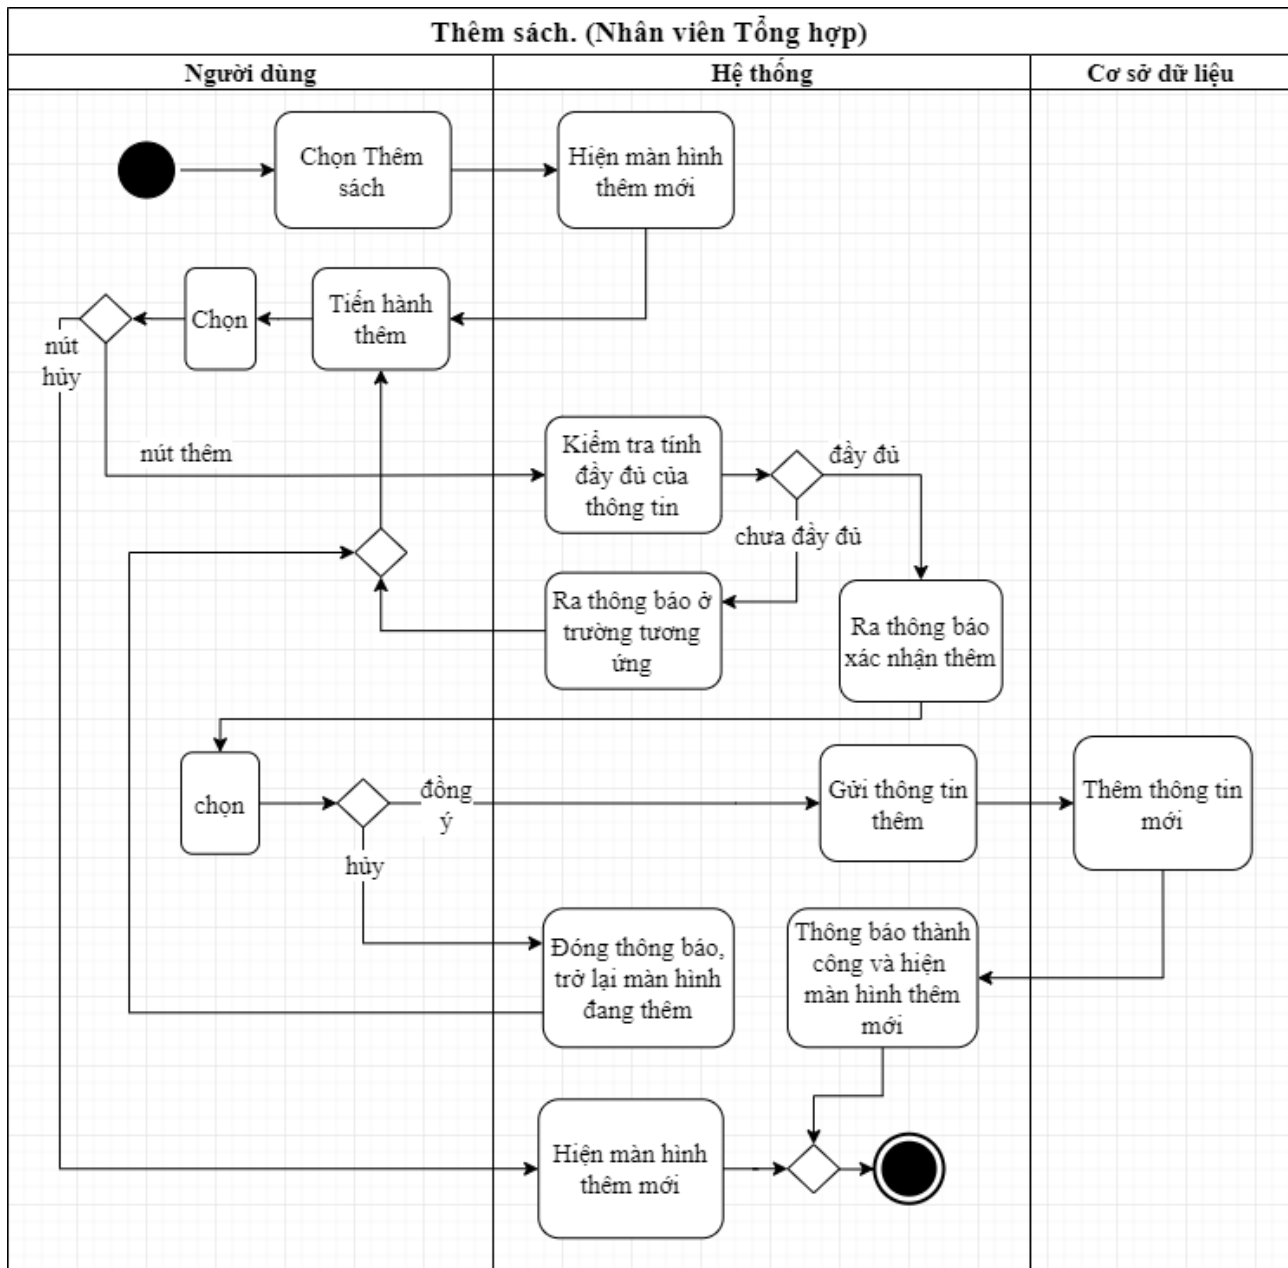 Thêm sách. (Nhân viên Tổng hợp)
Người dùng
Hệ thống
Cơ sở dữ liệu
Chọn Thêm
sách
Hiện màn hình
thêm mới
Tiến hành
thêm
Chọn
nút
hủy
nút thêm
Kiểm tra tính
đầy đủ của
thông tin
đầy đủ
chưa đầy đủ
Ra thông báo ở
trường tương
ứng
Ra thông báo
xác nhận thêm
chọn
đồng
ý
hủy
Gửi thông tin
thêm
Thêm thông tin
mới
Đóng thông báo,
trở lại màn hình
đang thêm
Thông báo thành
công và hiện
màn hình thêm
mới
Hiện màn hình
thêm mới